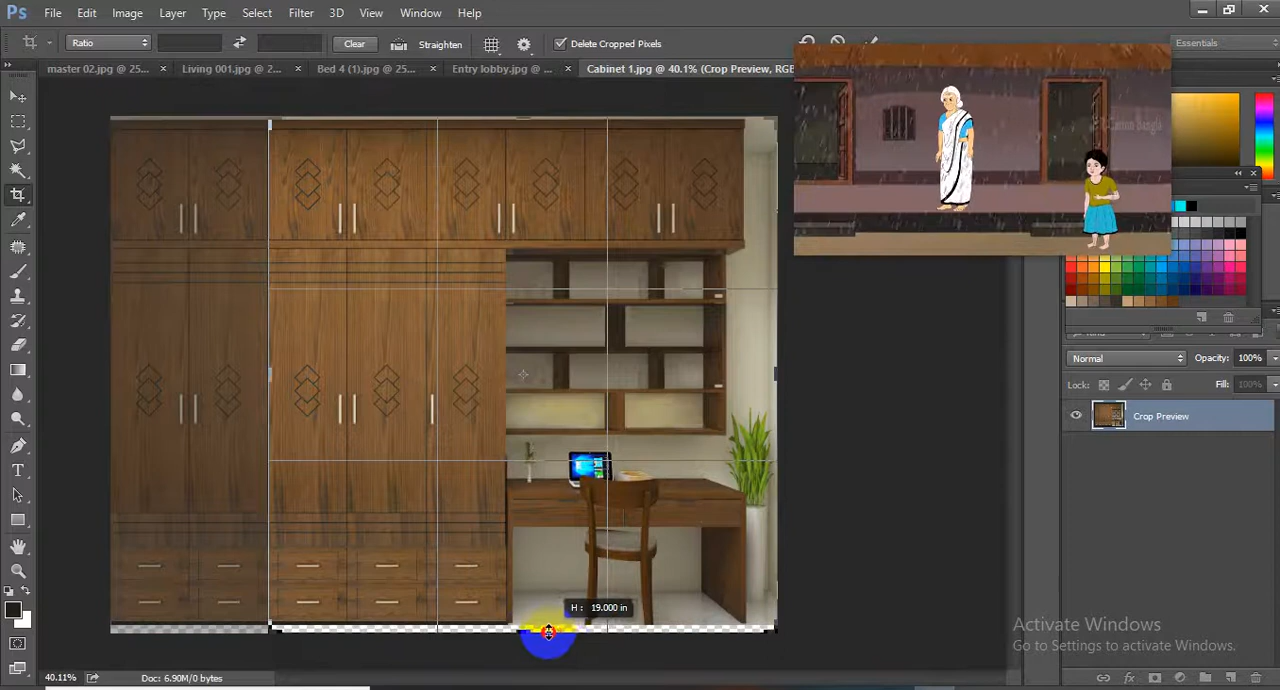 Ps File Edit Image Layer Type Select Filter 3D View Window Help
Ratio Clear Straighten Delete Cropped Pixels Essentials
master 02.jpg @ 25... Living 001.jpg @ 2... Bed 4 (1).jpg @ 25... Entry lobby.jpg @ ... Cabinet 1.jpg @ 40.1% (Crop Preview, RGB
Normal Opacity: 100%
Lock: Fill: 100%
Crop Preview
H : 19.000 in
Activate Windows
Go to Settings to activate Windows.
40.11% Doc: 6.90M/0 bytes
fx